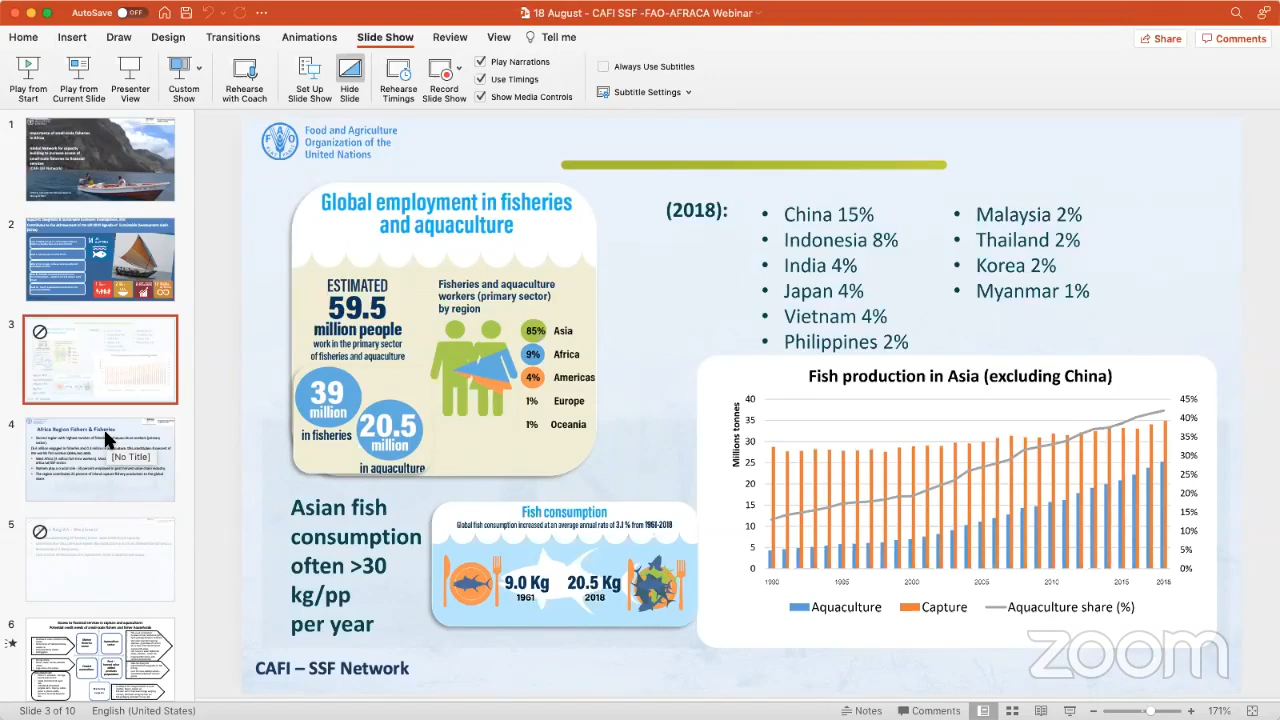 AutoSave OFF
18 August - CAFI SSF -FAO-AFRACA Webinar
Home Insert Draw Design Transitions Animations Slide Show Review View Tell me
Share Comments
Play from Start
Play from Current Slide
Presenter View
Custom Show
Rehearse with Coach
Set Up Slide Show
Hide Slide
Rehearse Timings
Record Slide Show
Play Narrations
Use Timings
Show Media Controls
Always Use Subtitles
Subtitle Settings
1
2
3
4
Africa Region Fishers & Fisheries
[No Title]
5
6
Food and Agriculture
Organization of the
United Nations
Global employment in fisheries
and aquaculture
ESTIMATED
59.5
million people
work in the primary sector
of fisheries and aquaculture
39
million
in fisheries
20.5
million
in aquaculture
Fisheries and aquaculture
workers (primary sector)
by region
85% Asia
9% Africa
4% Americas
1% Europe
1% Oceania
(2018):
• China 15%
• Indonesia 8%
India 4%
• Japan 4%
• Vietnam 4%
• Philippines 2%
• Malaysia 2%
• Thailand 2%
• Korea 2%
• Myanmar 1%
Asian fish
consumption
often >30
kg/pp
per year
Fish consumption
Global fish consumption increased at an average annual rate of 3.1 % from 1961-2018
9.0 Kg
1961
20.5 Kg
2018
Fish production in Asia (excluding China)
Millions tonnes
40
35
30
25
20
15
10
5
0
45%
40%
35%
30%
25%
20%
15%
10%
5%
0%
1990 1995 2000 2005 2010 2015 2018
Aquaculture Capture Aquaculture share (%)
CAFI – SSF Network
zoom
Slide 3 of 10 English (United States)
Notes Comments 171%